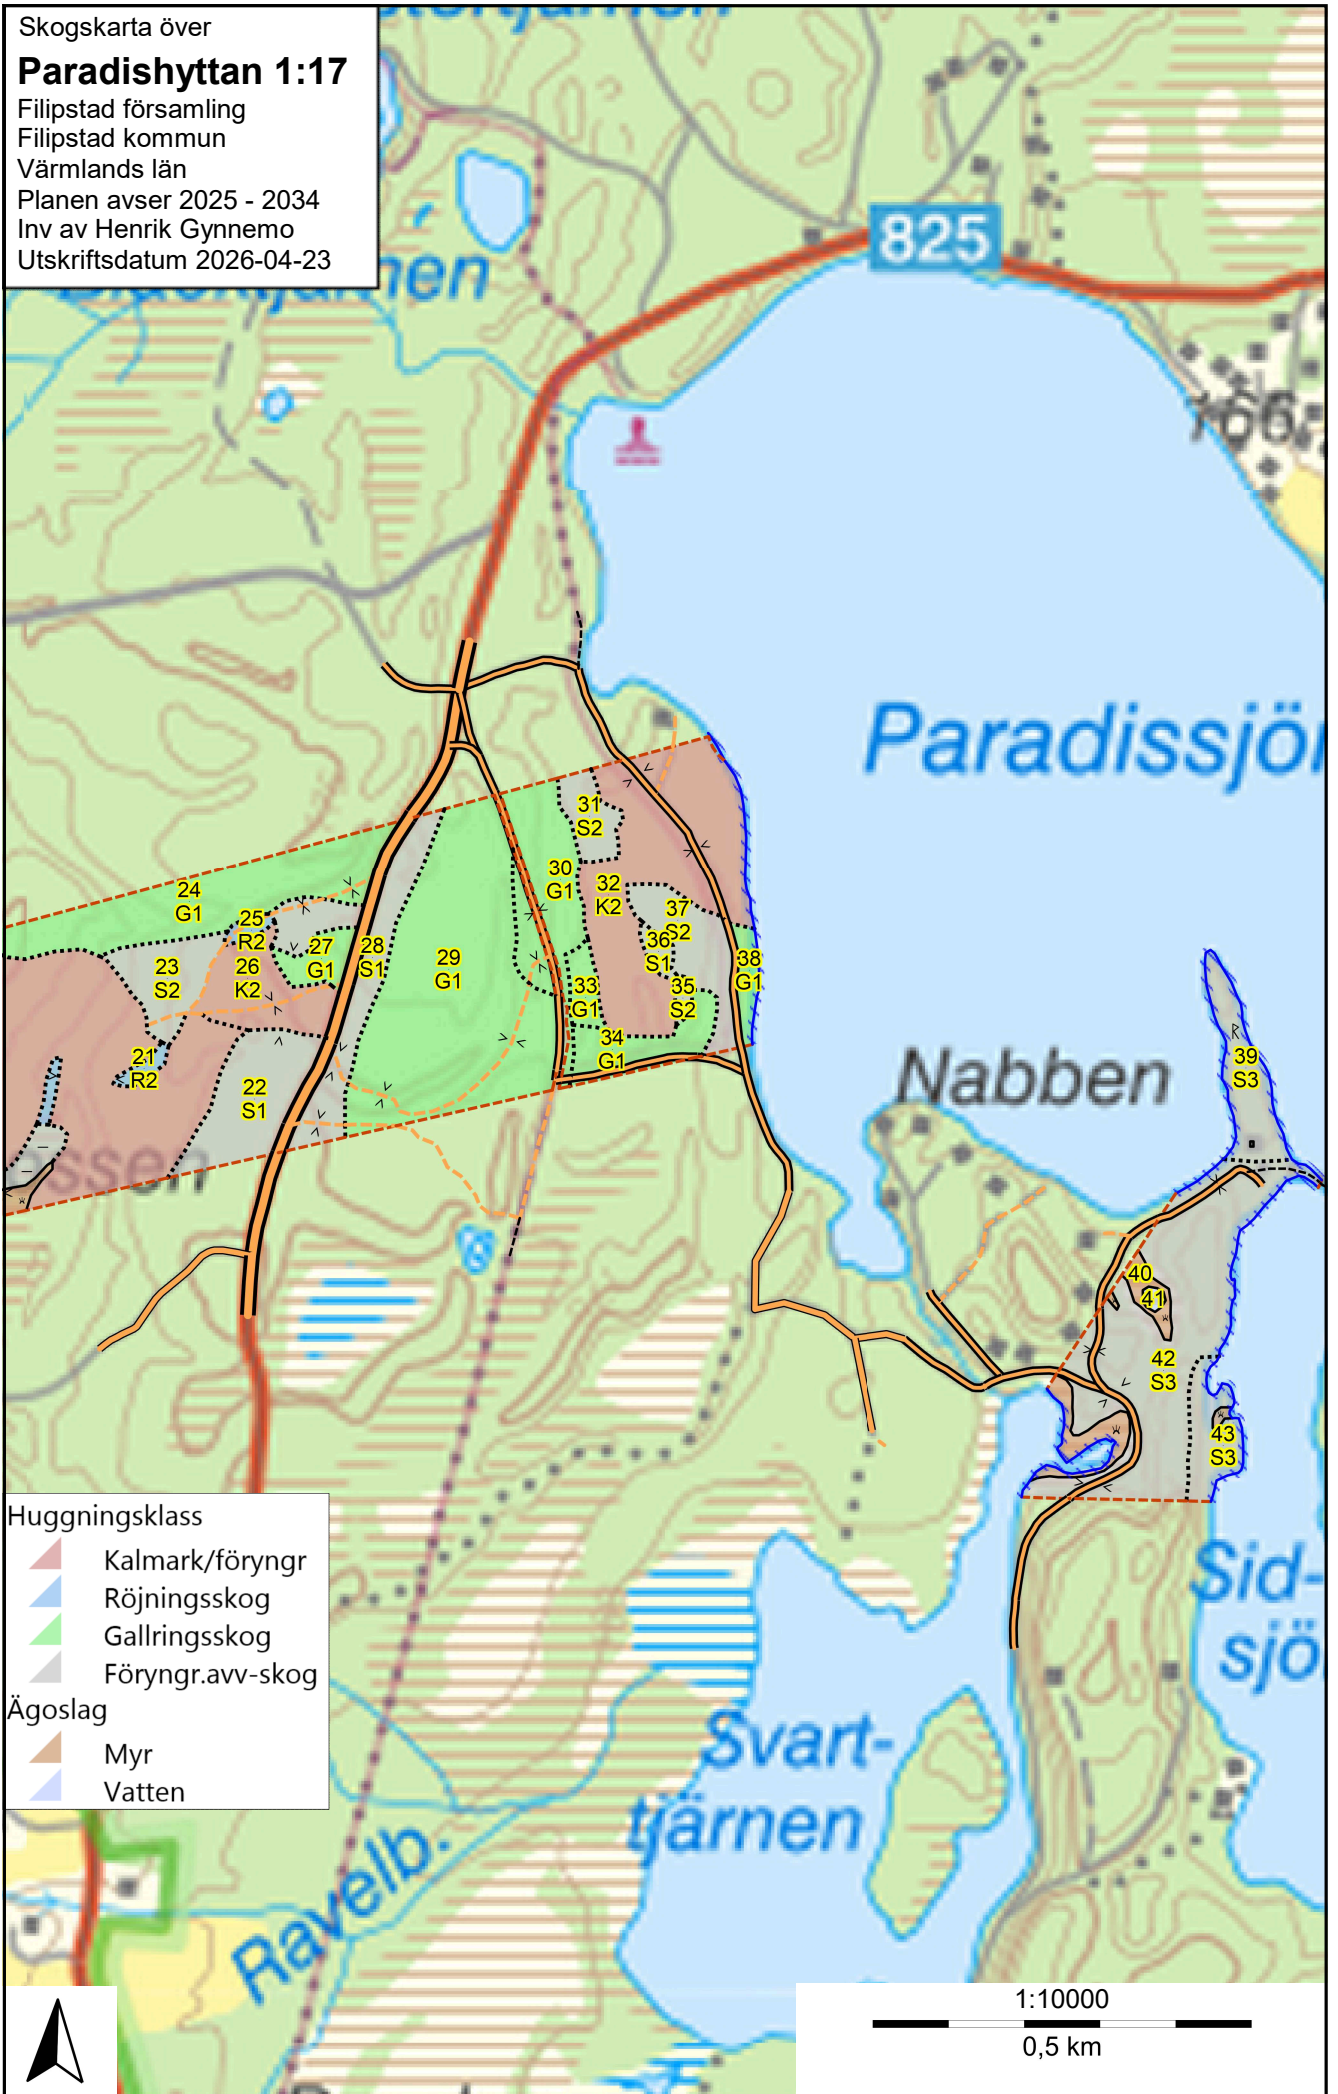 Skogskarta över
Paradishyttan 1:17
Filipstad församling
Filipstad kommun
Värmlands län
Planen avser 2025 - 2034
Inv av Henrik Gynnemo
Utskriftsdatum 2026-04-23
825
166
Paradissjön
31
S2
30
G1
32
K2
24
G1
25
R2
37
S2
36
S1
23
S2
26
K2
27
G1
28
S1
29
G1
38
G1
33
G1
35
S2
34
G1
21
R2
22
S1
ssen
Nabben
39
S3
40
41
42
S3
43
S3
Huggningsklass
Kalmark/föryngr
Röjningsskog
Gallringsskog
Föryngr.avv-skog
Ägoslag
Myr
Vatten
Sid-
sjö
Svart-
tjärnen
Ravelb.
1:10000
0,5 km